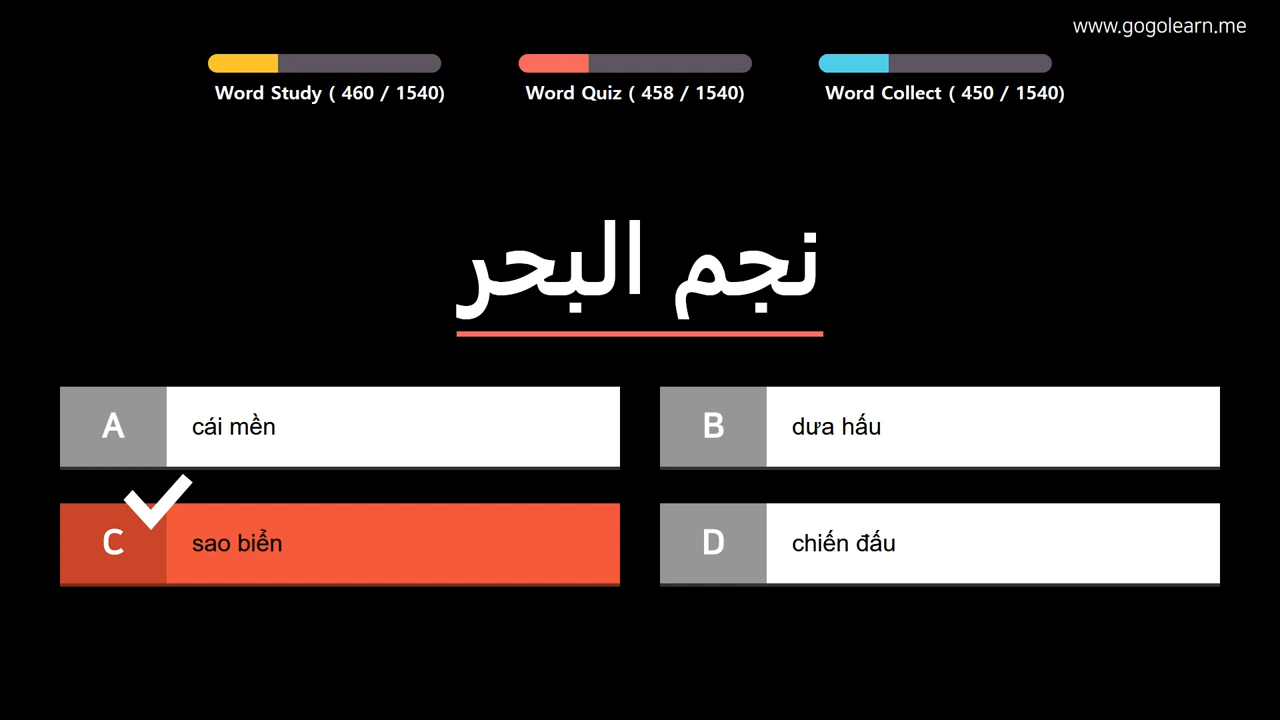 www.gogolearn.me
Word Study ( 460 / 1540)
Word Quiz ( 458 / 1540)
Word Collect ( 450 / 1540)
نجم البحر
A
cái mền
B
dưa hấu
C
sao biển
D
chiến đấu